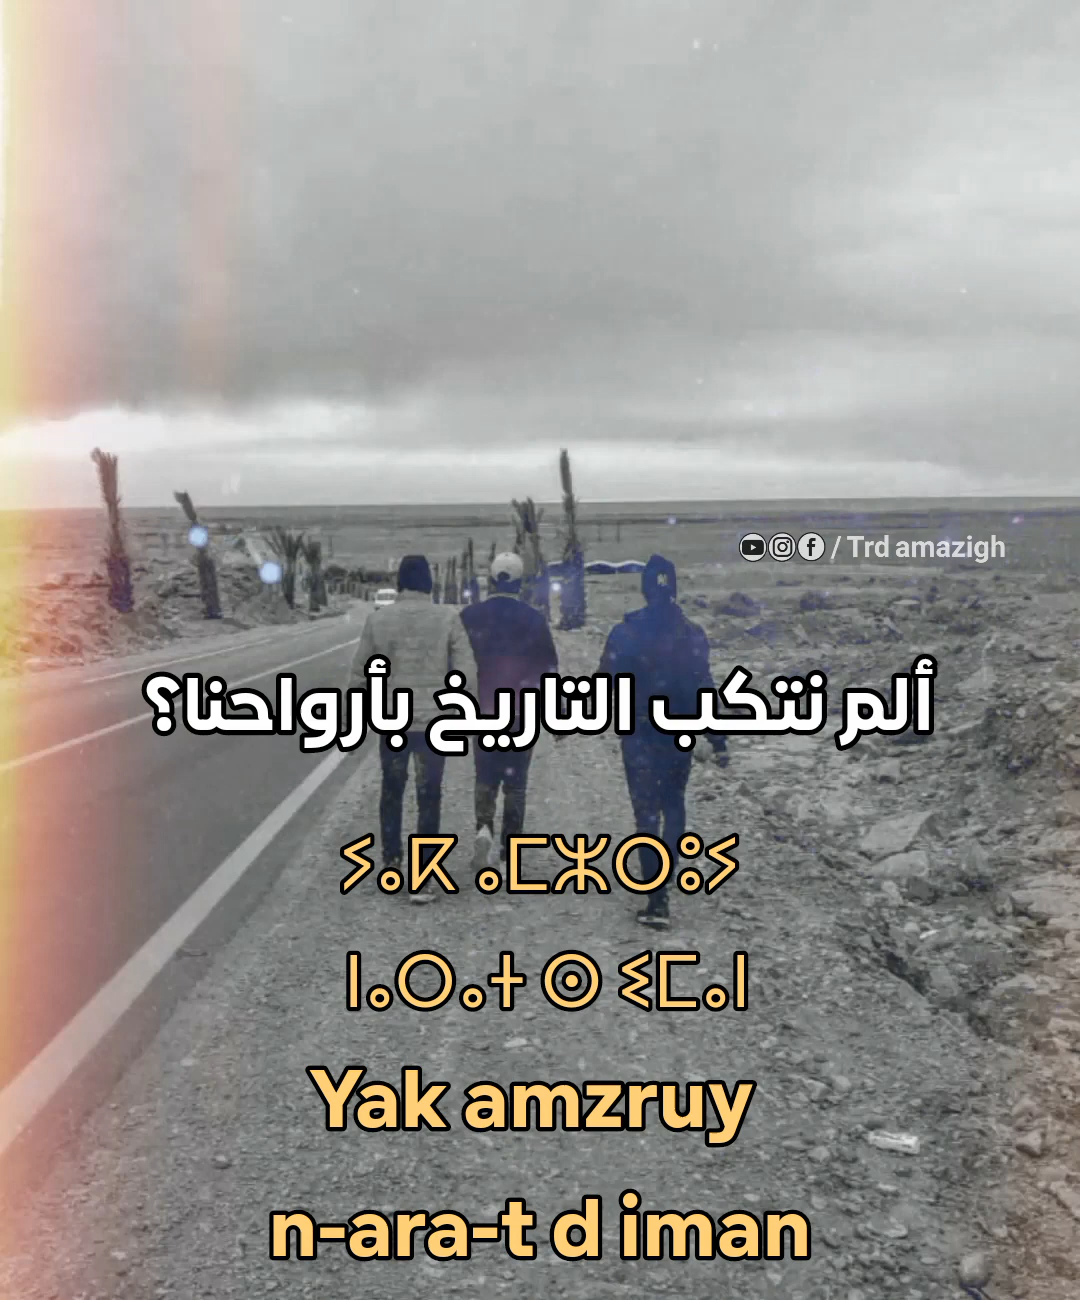 / Trd amazigh
ألم نتكب التاريخ بأرواحنا؟
ⵢⴰⴽ ⴰⵎⵣⵔⵓⵢ
ⵏⴰⵔⴰⵜ ⵙ ⵉⵎⴰⵏ
Yak amzruy
n-ara-t d iman